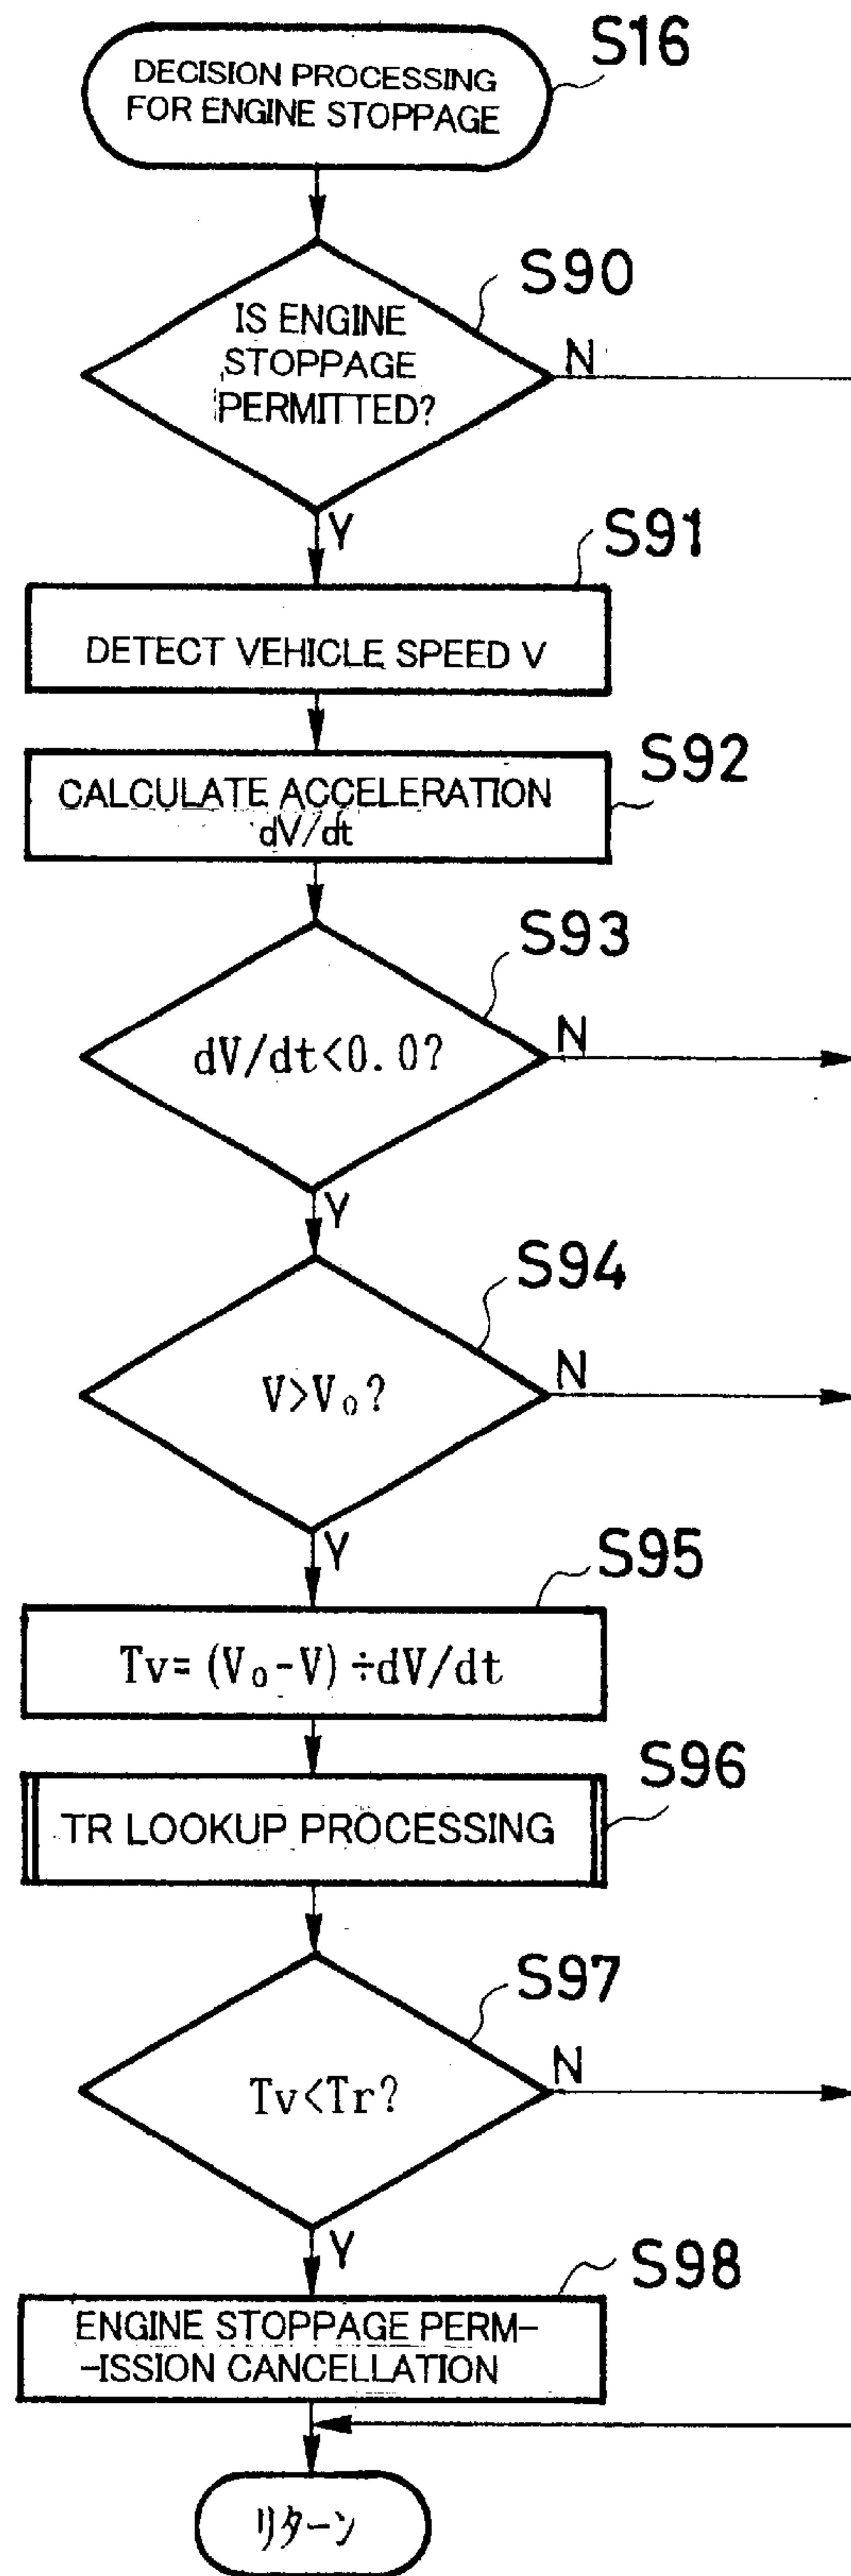 S16
DECISION PROCESSING
FOR ENGINE STOPPAGE
S90
IS ENGINE
STOPPAGE
PERMITTED?
N
Y
S91
DETECT VEHICLE SPEED V
S92
CALCULATE ACCELERATION
dV/dt
S93
dV/dt<0.0?
N
Y
S94
V>V₀?
N
Y
S95
Tv=(V₀-V)÷dV/dt
S96
TR LOOKUP PROCESSING
S97
Tv<Tr?
N
Y
S98
ENGINE STOPPAGE PERM-
-ISSION CANCELLATION
リターン